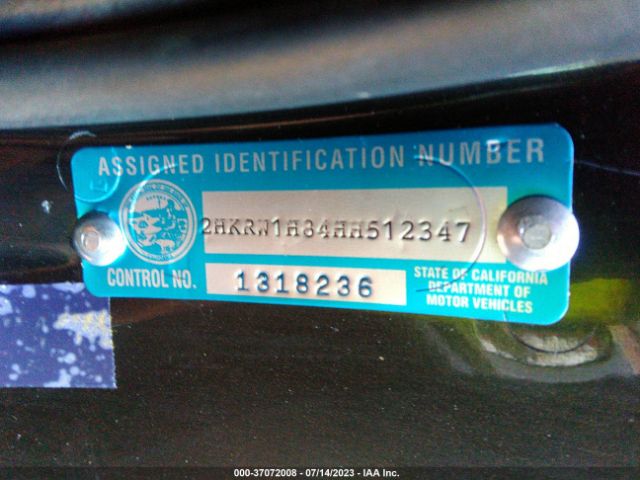 ASSIGNED IDENTIFICATION NUMBER
2HKRW1H34HH512347
CONTROL NO.
1318236
STATE OF CALIFORNIA
DEPARTMENT OF
MOTOR VEHICLES
000-37072008 - 07/14/2023 - IAA Inc.